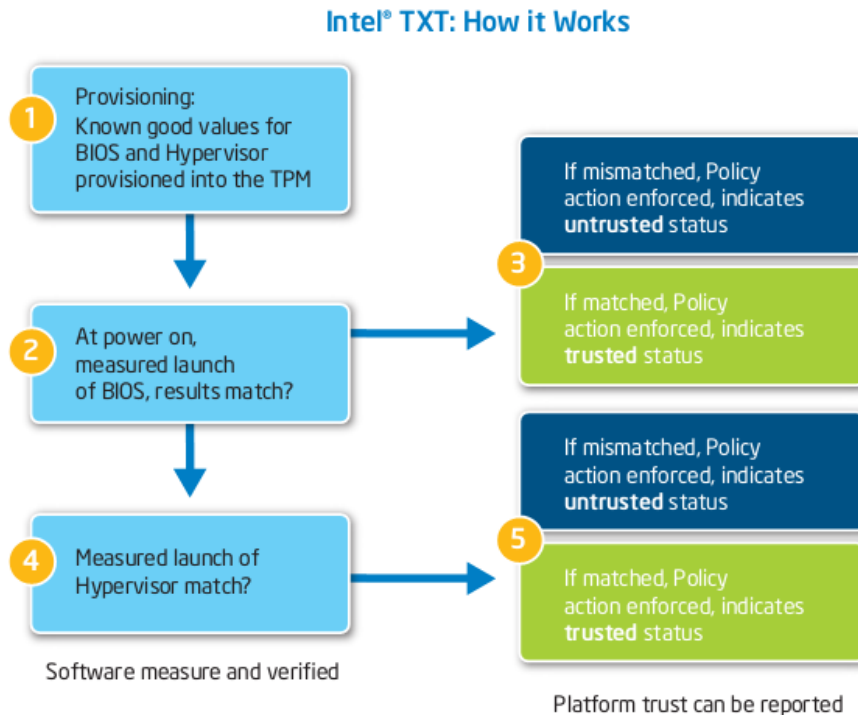 Intel® TXT: How it Works
1
Provisioning:
Known good values for
BIOS and Hypervisor
provisioned into the TPM
2
At power on,
measured launch
of BIOS, results match?
3
If mismatched, Policy
action enforced, indicates
untrusted status
If matched, Policy
action enforced, indicates
trusted status
4
Measured launch of
Hypervisor match?
5
If mismatched, Policy
action enforced, indicates
untrusted status
If matched, Policy
action enforced, indicates
trusted status
Software measure and verified
Platform trust can be reported